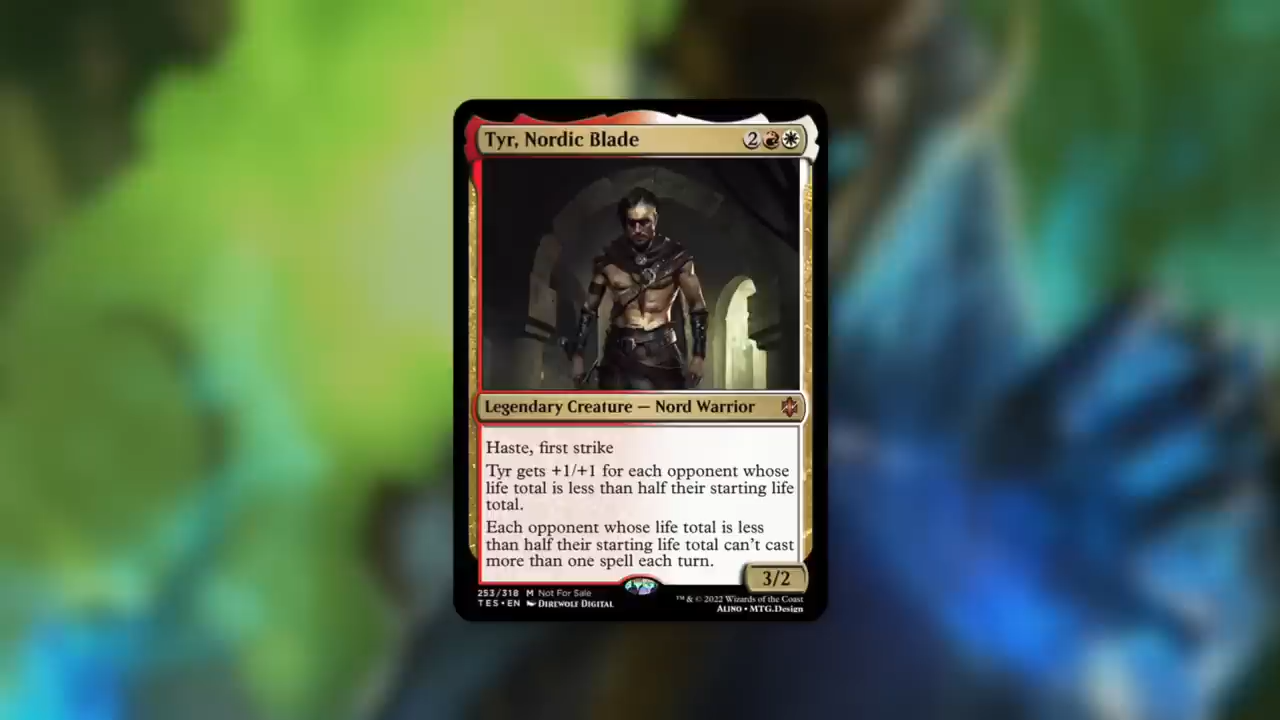 Tyr, Nordic Blade 2
Legendary Creature — Nord Warrior
Haste, first strike
Tyr gets +1/+1 for each opponent whose
life total is less than half their starting life
total.
Each opponent whose life total is less
than half their starting life total can't cast
more than one spell each turn.
3/2
253/318 M Not For Sale
TES • EN Direwolf Digital
™ & © 2022 Wizards of the Coast
Alino • MTG.Design